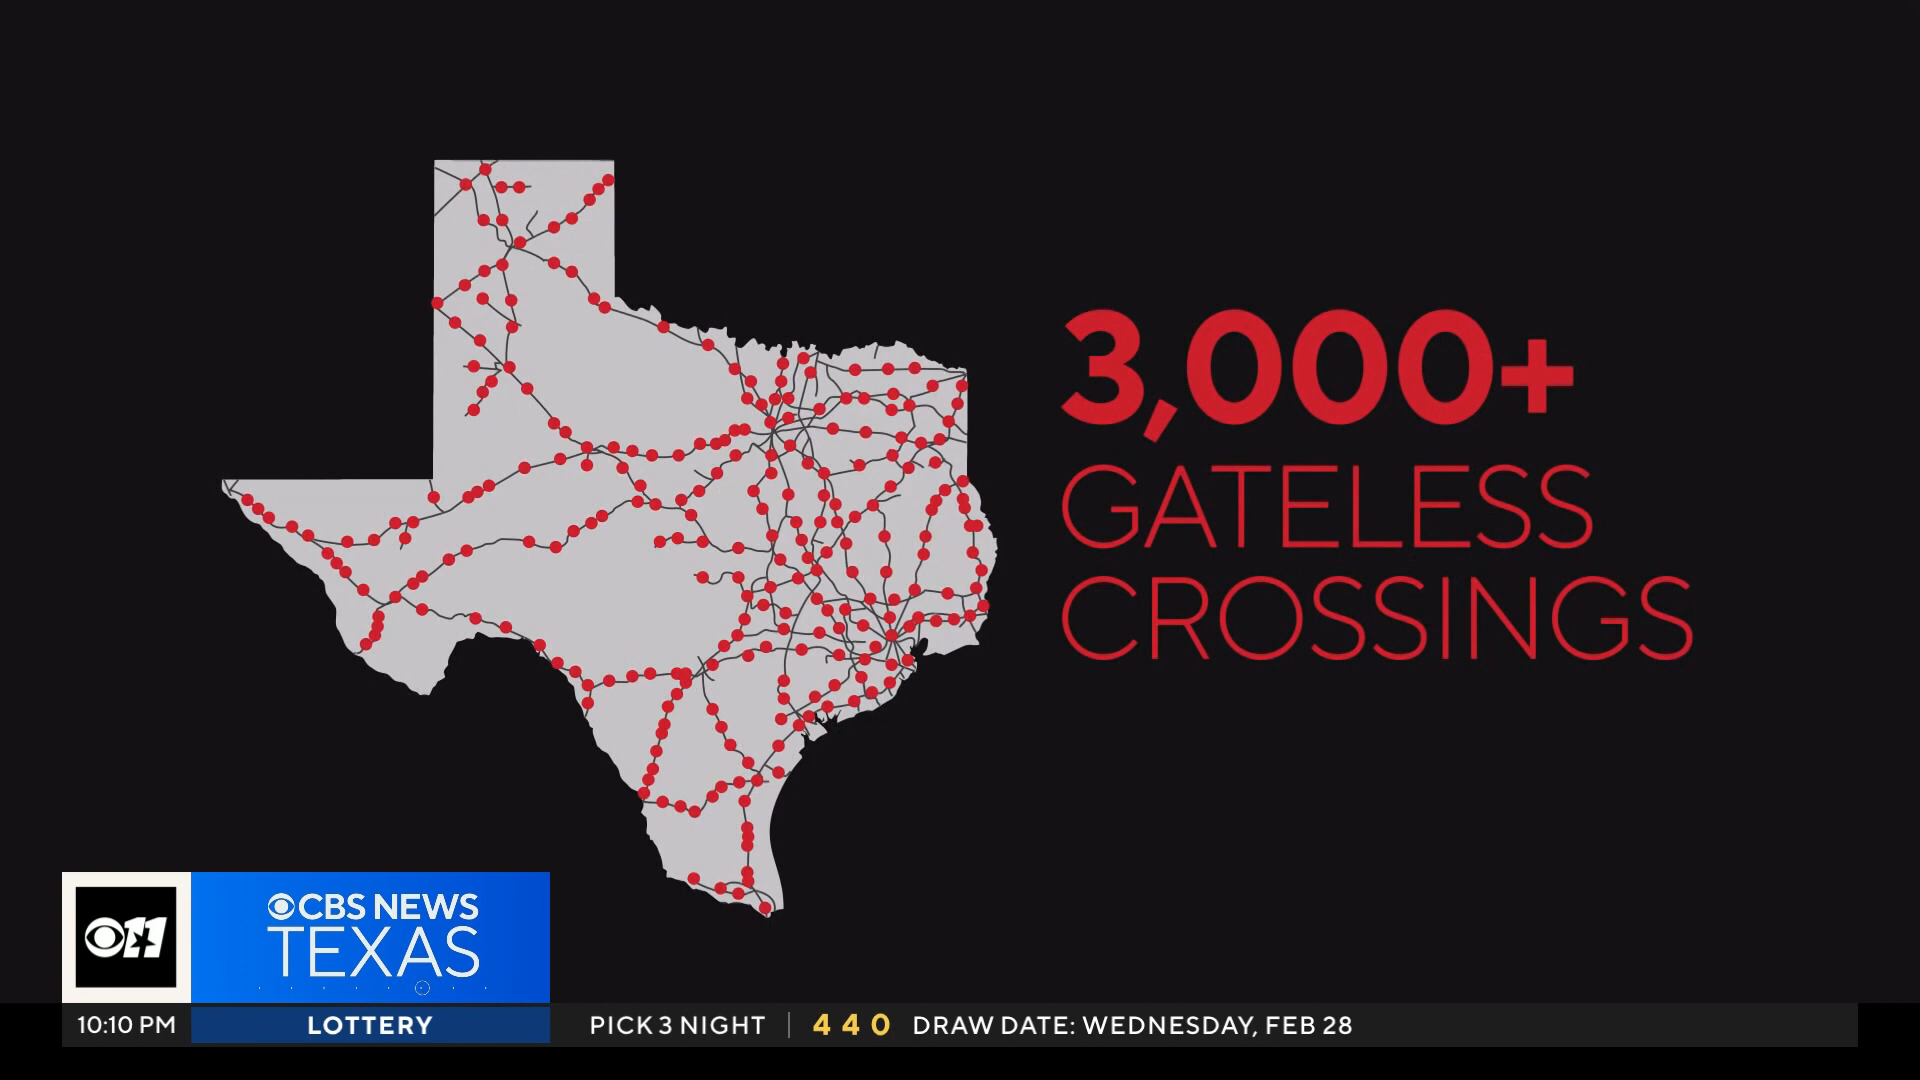 3,000+
GATELESS
CROSSINGS
11
CBS NEWS
TEXAS
10:10 PM
LOTTERY
PICK 3 NIGHT | 4 4 0 DRAW DATE: WEDNESDAY, FEB 28